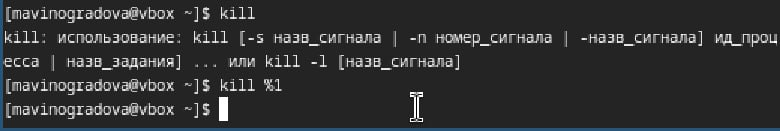 [mavinogradova@vbox ~]$ kill
kill: использование: kill [-s назв_сигнала | -n номер_сигнала | -назв_сигнала] ид_проц
есса | назв_задания] ... или kill -l [назв_сигнала]
[mavinogradova@vbox ~]$ kill %1
[mavinogradova@vbox ~]$